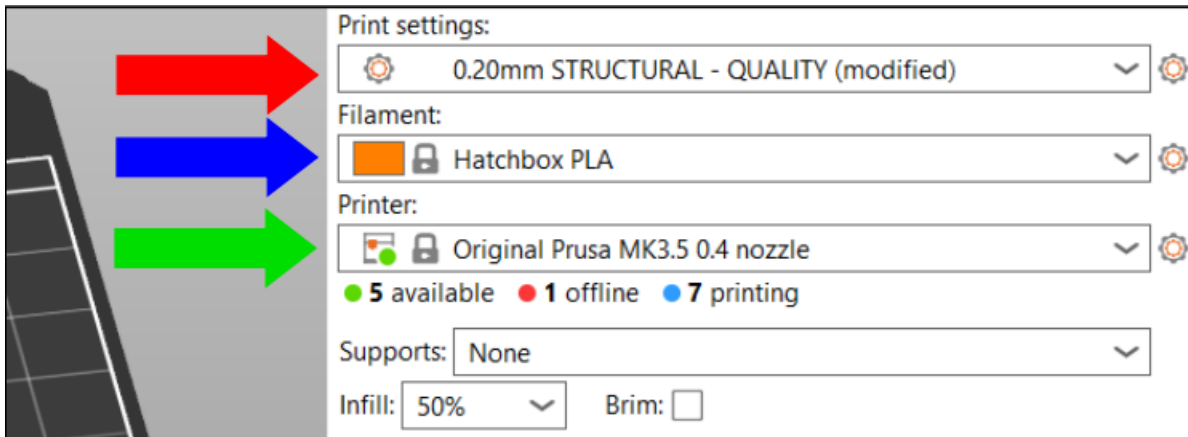 Print settings:
0.20mm STRUCTURAL - QUALITY (modified)
Filament:
Hatchbox PLA
Printer:
Original Prusa MK3.5 0.4 nozzle
5 available 1 offline 7 printing
Supports: None
Infill: 50% Brim: